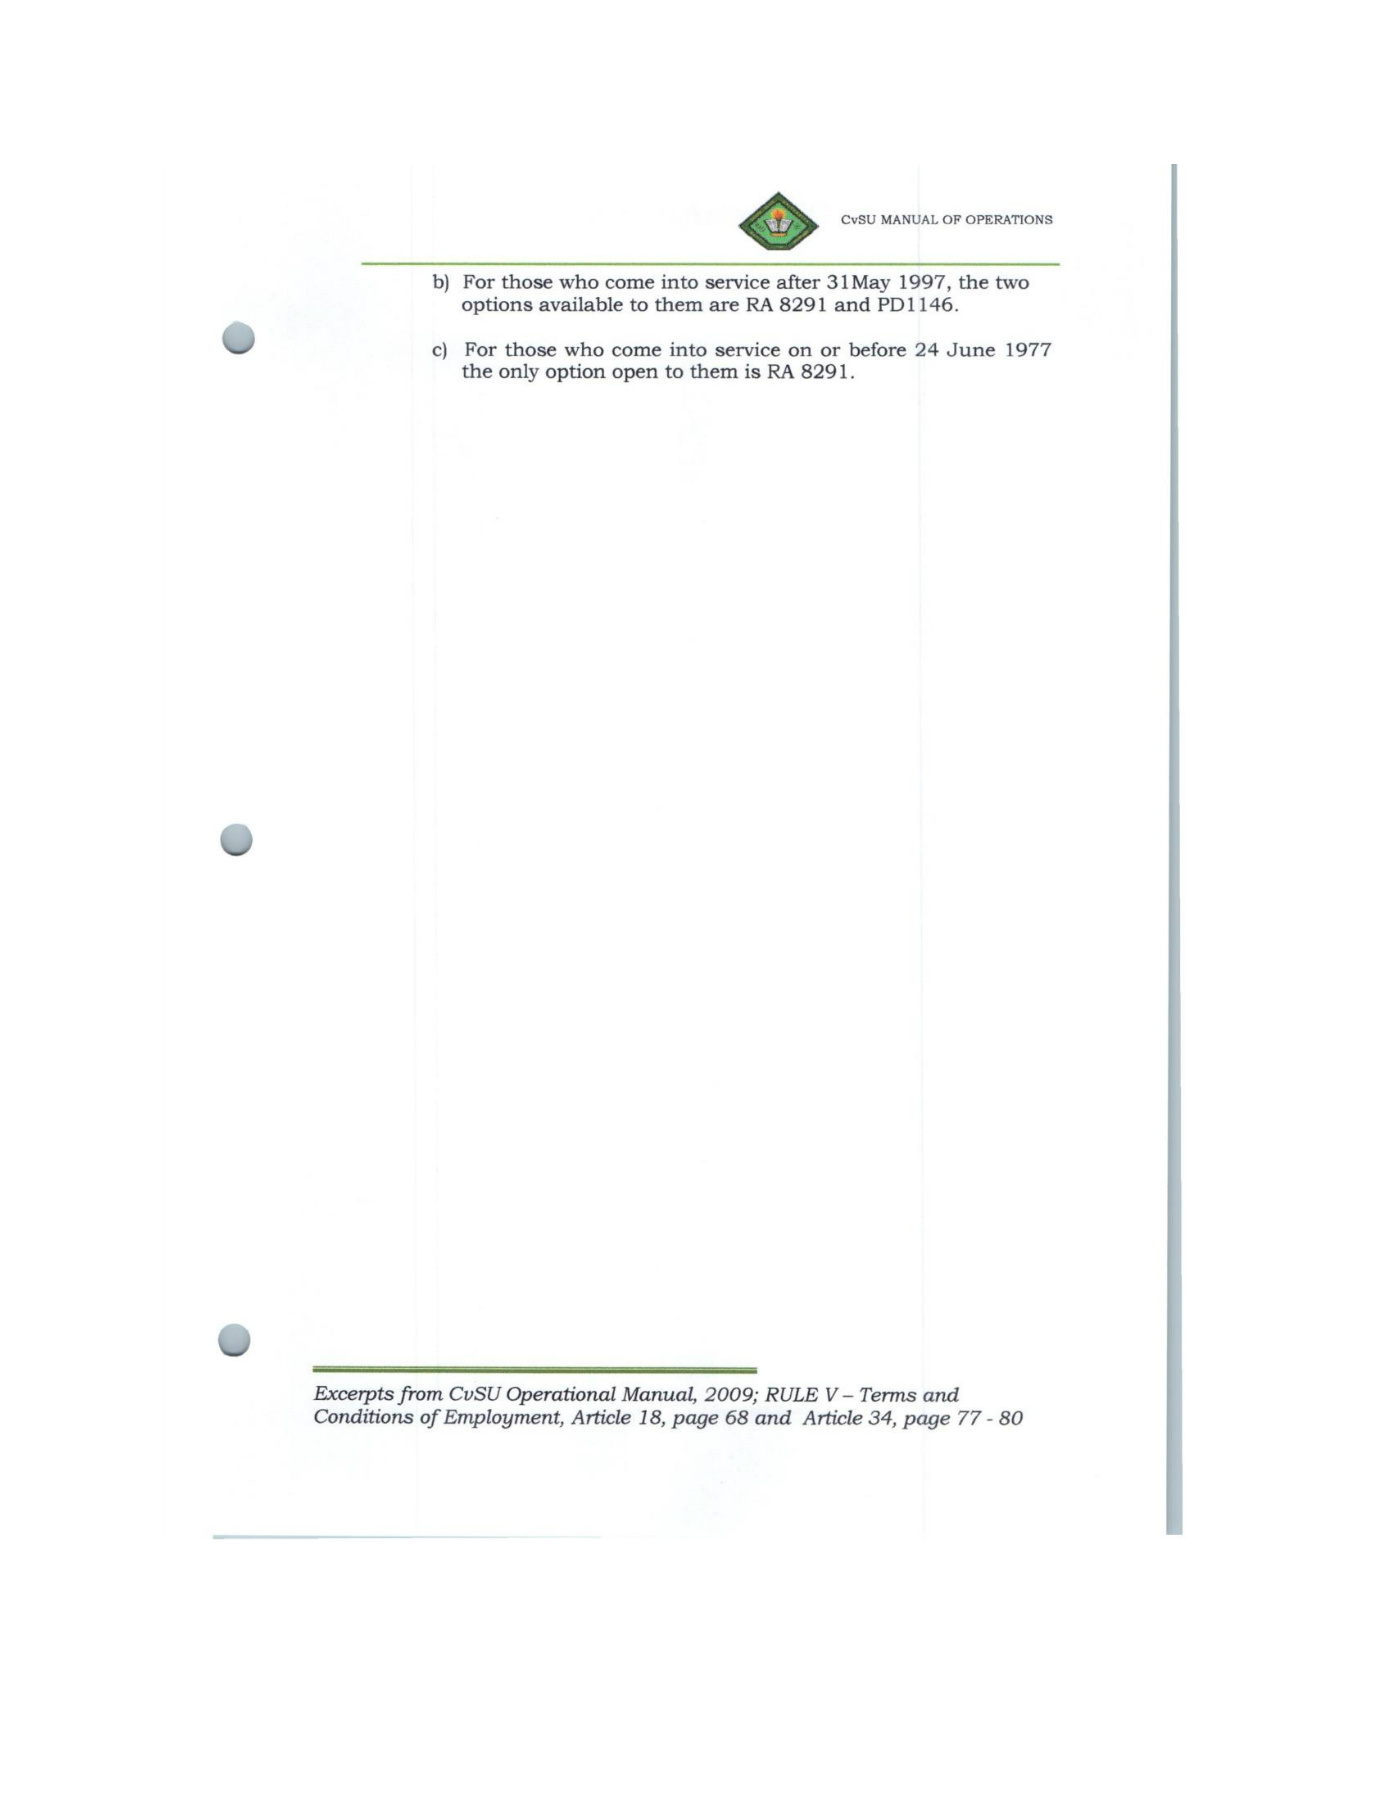 CvSU MANUAL OF OPERATIONS
b) For those who come into service after 31May 1997, the two
options available to them are RA 8291 and PD1146.
c) For those who come into service on or before 24 June 1977
the only option open to them is RA 8291.
Excerpts from CvSU Operational Manual, 2009; RULE V – Terms and
Conditions of Employment, Article 18, page 68 and Article 34, page 77 - 80